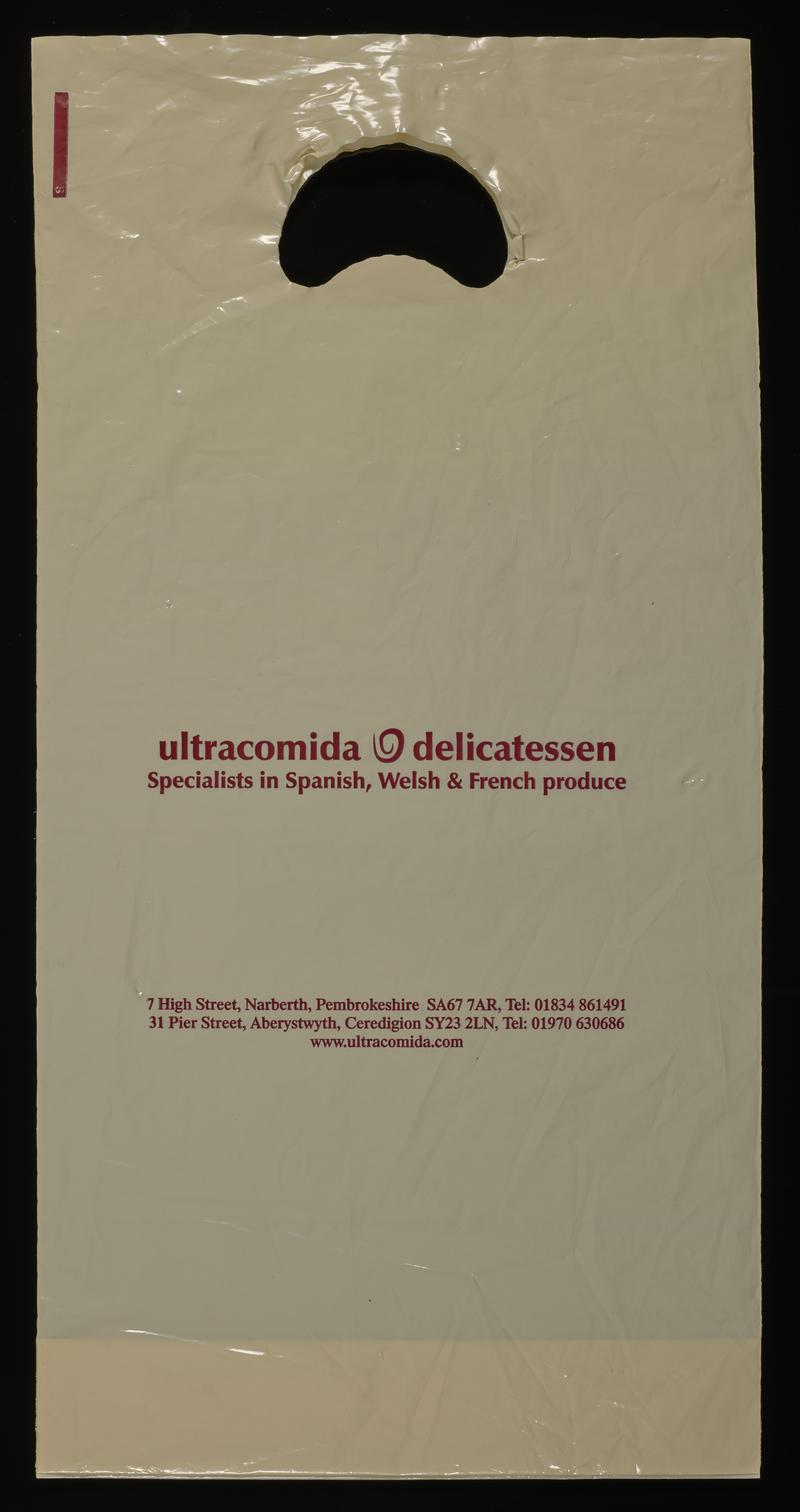 ultracomida delicatessen
Specialists in Spanish, Welsh & French produce
7 High Street, Narberth, Pembrokeshire SA67 7AR, Tel: 01834 861491
31 Pier Street, Aberystwyth, Ceredigion SY23 2LN, Tel: 01970 630686
www.ultracomida.com